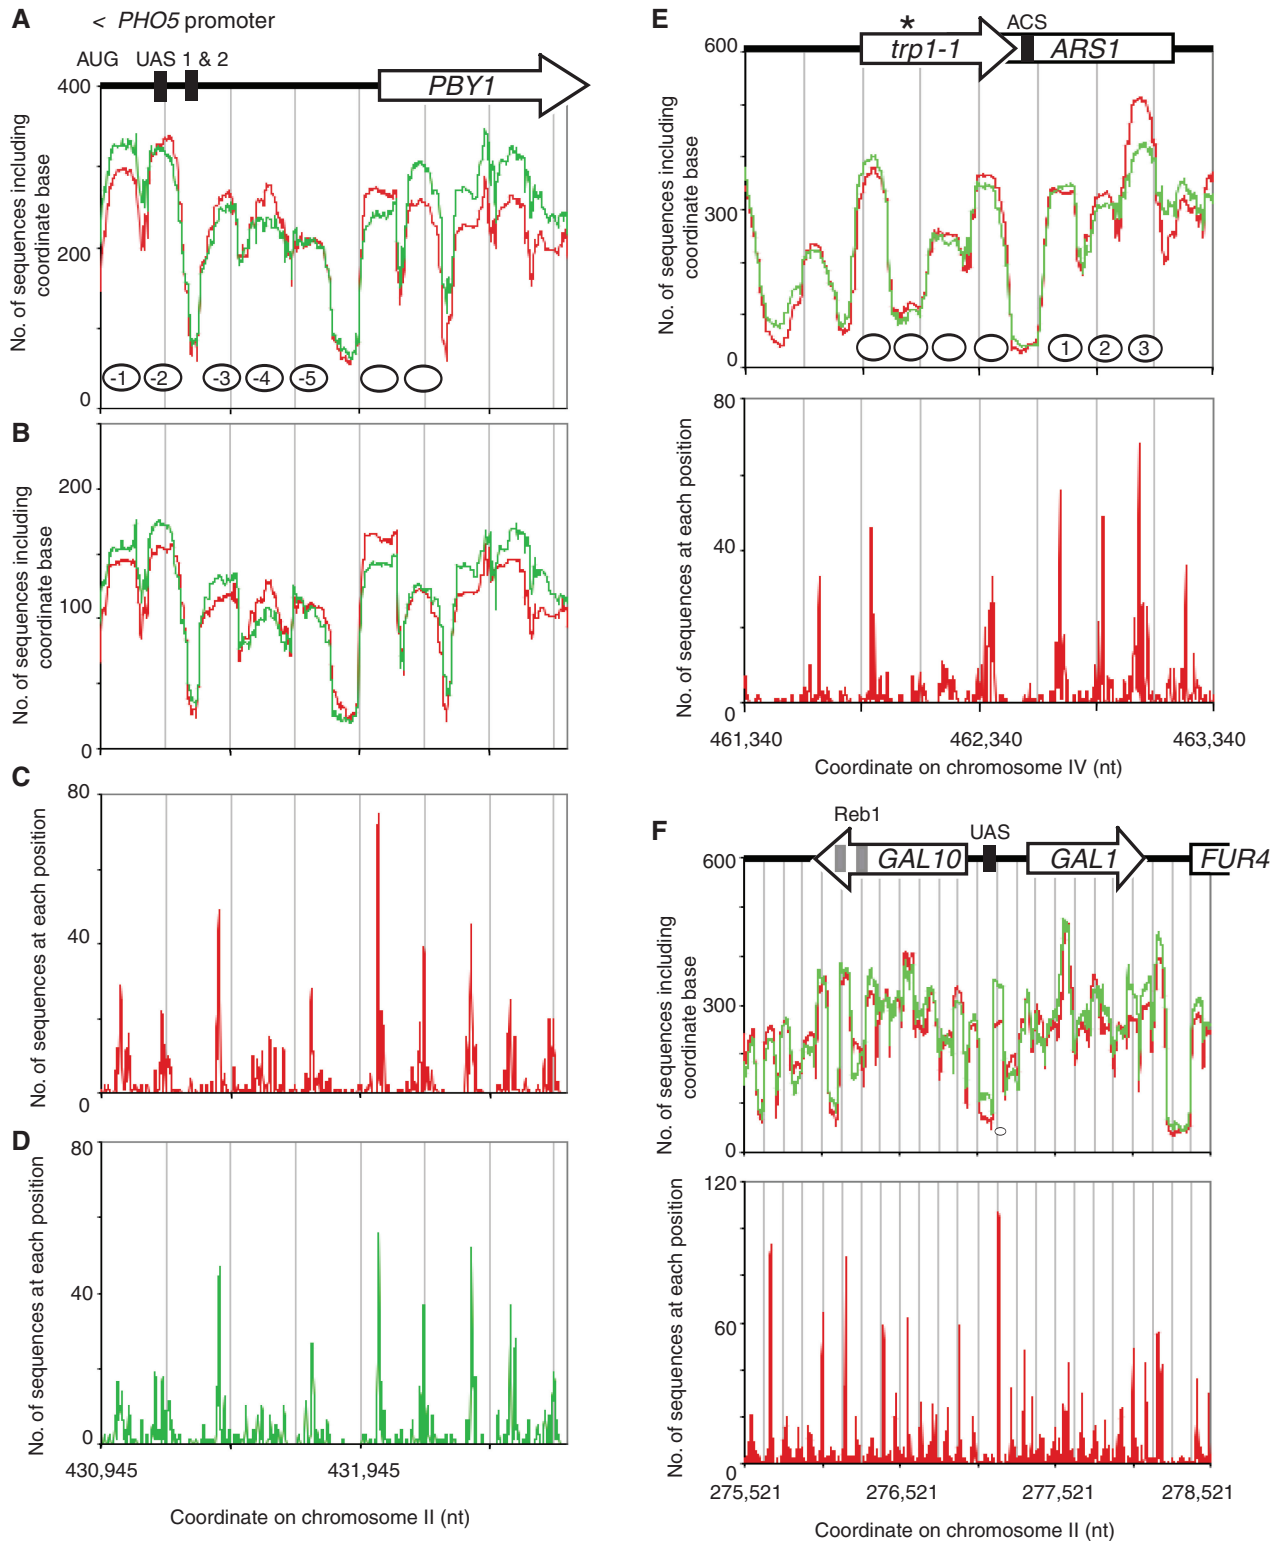 A
< PHO5 promoter
AUG UAS 1 & 2
PBY1
400
200
0
No. of sequences including
coordinate base
-1 -2 -3 -4 -5
B
200
100
0
No. of sequences including
coordinate base
C
80
40
0
No. of sequences at each position
D
80
40
0
No. of sequences at each position
430,945 431,945
Coordinate on chromosome II (nt)
E
*
ACS
trp1-1 ARS1
600
300
0
No. of sequences including
coordinate base
1 2 3
80
40
0
No. of sequences at each position
461,340 462,340 463,340
Coordinate on chromosome IV (nt)
F
Reb1
UAS
GAL10 GAL1 FUR4
600
300
0
No. of sequences including
coordinate base
120
60
0
No. of sequences at each position
275,521 276,521 277,521 278,521
Coordinate on chromosome II (nt)